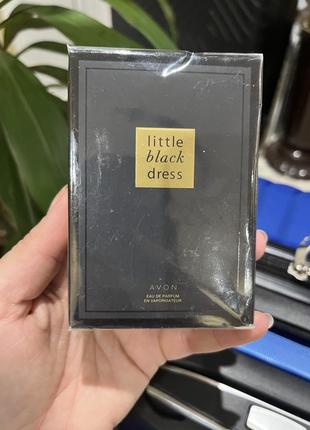 little
black
dress
AVON
EAU DE PARFUM
EN VAPORISATEUR